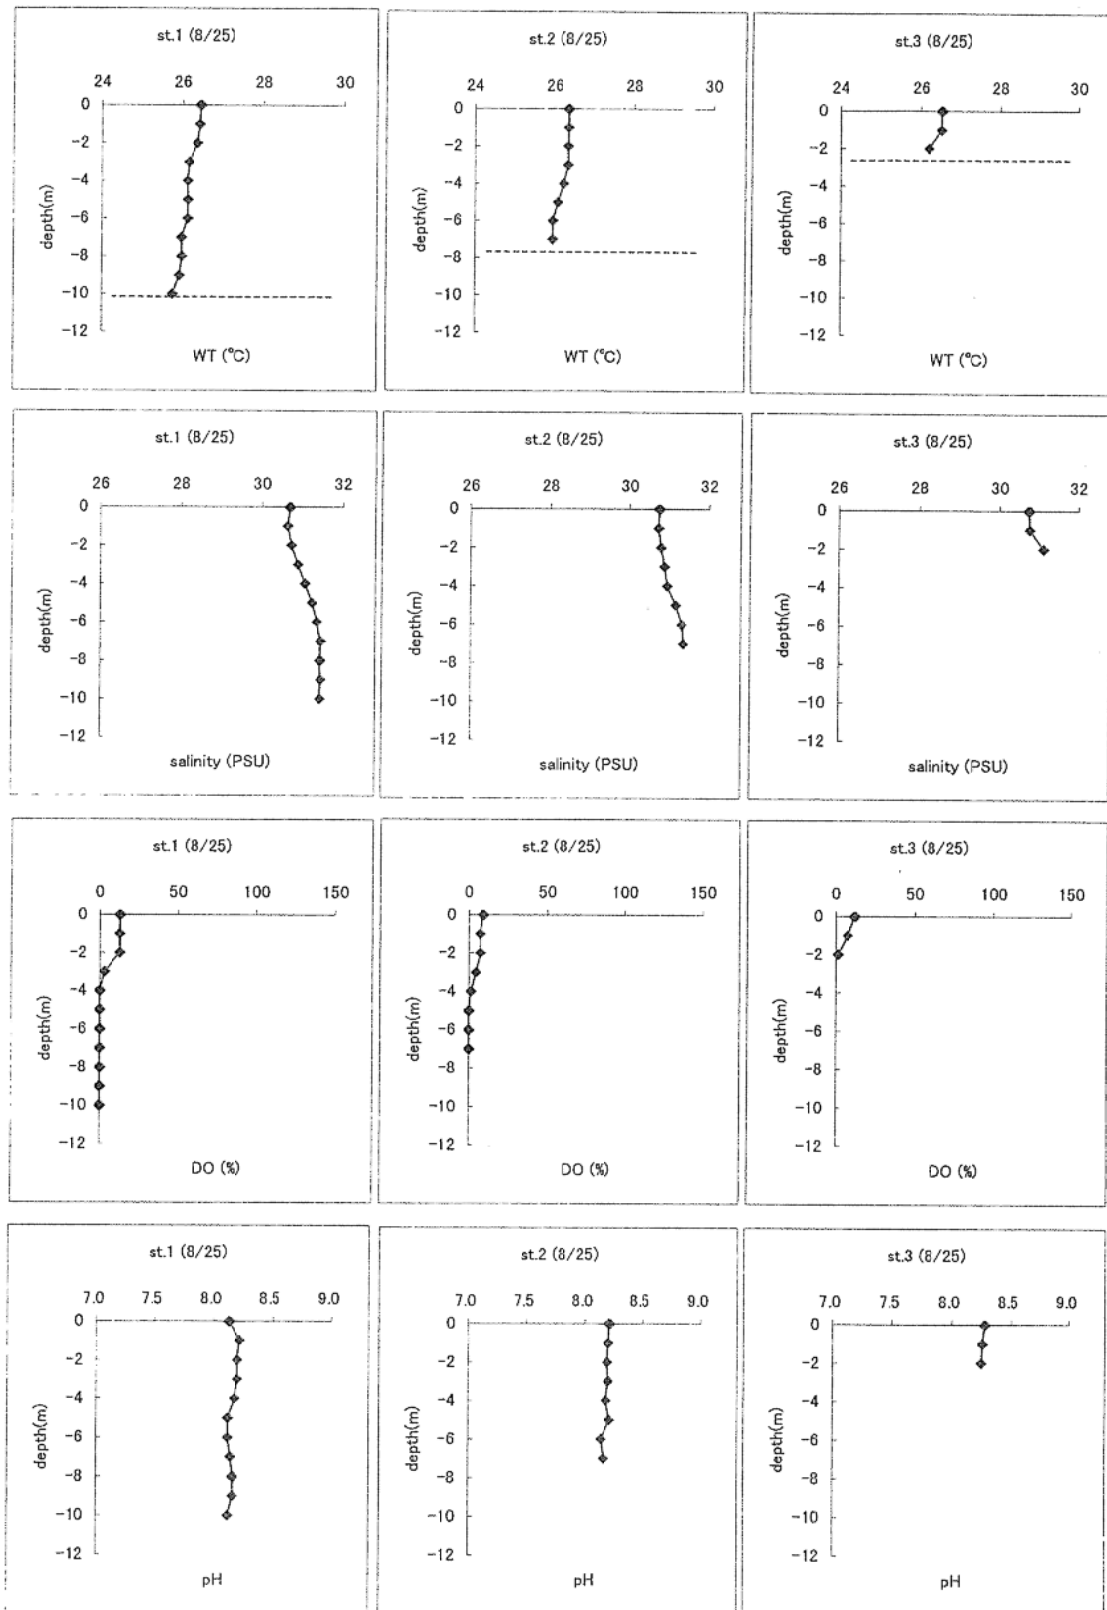 st.1 (8/25)
24 26 28 30
0
-2
-4
-6
-8
-10
-12
depth(m)
WT (°C)
st.2 (8/25)
24 26 28 30
0
-2
-4
-6
-8
-10
-12
depth(m)
WT (°C)
st.3 (8/25)
24 26 28 30
0
-2
-4
-6
-8
-10
-12
depth(m)
WT (°C)
st.1 (8/25)
26 28 30 32
0
-2
-4
-6
-8
-10
-12
depth(m)
salinity (PSU)
st.2 (8/25)
26 28 30 32
0
-2
-4
-6
-8
-10
-12
depth(m)
salinity (PSU)
st.3 (8/25)
26 28 30 32
0
-2
-4
-6
-8
-10
-12
depth(m)
salinity (PSU)
st.1 (8/25)
0 50 100 150
0
-2
-4
-6
-8
-10
-12
depth(m)
DO (%)
st.2 (8/25)
0 50 100 150
0
-2
-4
-6
-8
-10
-12
depth(m)
DO (%)
st.3 (8/25)
0 50 100 150
0
-2
-4
-6
-8
-10
-12
depth(m)
DO (%)
st.1 (8/25)
7.0 7.5 8.0 8.5 9.0
0
-2
-4
-6
-8
-10
-12
depth(m)
pH
st.2 (8/25)
7.0 7.5 8.0 8.5 9.0
0
-2
-4
-6
-8
-10
-12
depth(m)
pH
st.3 (8/25)
7.0 7.5 8.0 8.5 9.0
0
-2
-4
-6
-8
-10
-12
depth(m)
pH